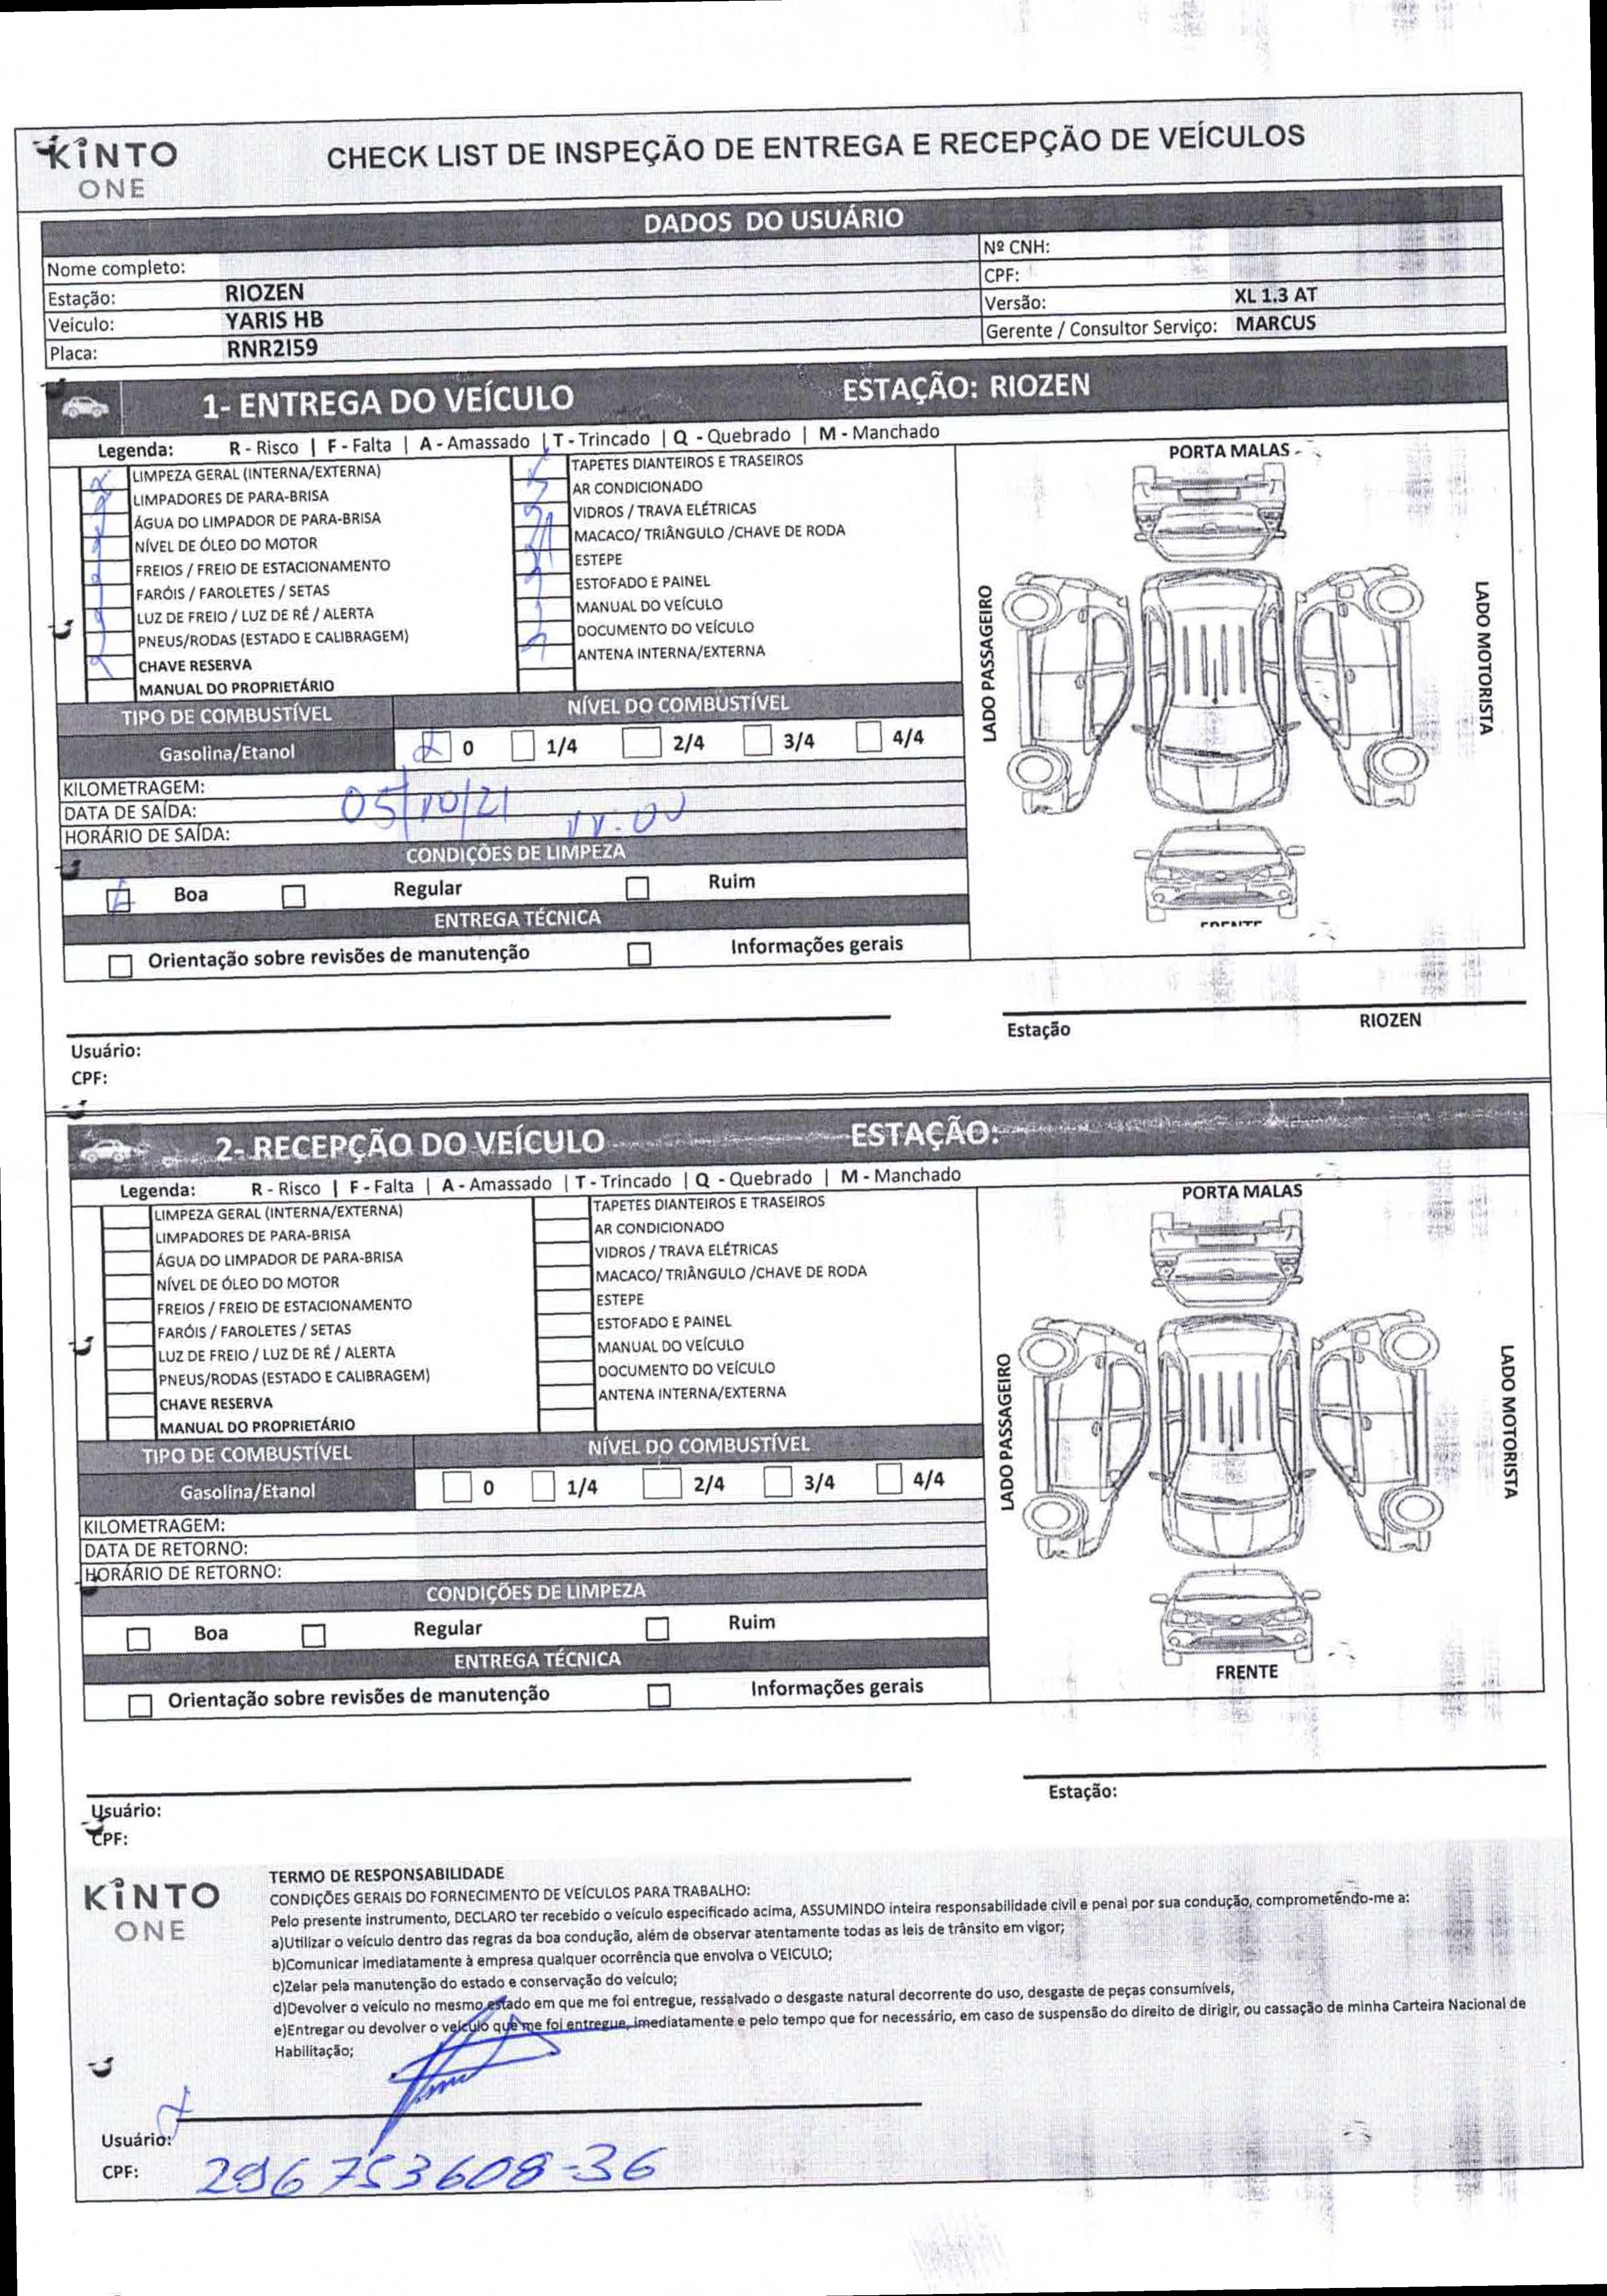 KINTO
ONE
CHECK LIST DE INSPEÇÃO DE ENTREGA E RECEPÇÃO DE VEÍCULOS
DADOS DO USUÁRIO
Nome completo:
Nº CNH:
CPF:
Estação: RIOZEN
Versão: XL 1.3 AT
Veiculo: YARIS HB
Gerente / Consultor Serviço: MARCUS
Placa: RNR2I59
1- ENTREGA DO VEÍCULO ESTAÇÃO: RIOZEN
Legenda: R - Risco | F - Falta | A - Amassado | T - Trincado | Q - Quebrado | M - Manchado
LIMPEZA GERAL (INTERNA/EXTERNA)
LIMPADORES DE PARA-BRISA
ÁGUA DO LIMPADOR DE PARA-BRISA
NÍVEL DE ÓLEO DO MOTOR
FREIOS / FREIO DE ESTACIONAMENTO
FARÓIS / FAROLETES / SETAS
LUZ DE FREIO / LUZ DE RÉ / ALERTA
PNEUS/RODAS (ESTADO E CALIBRAGEM)
CHAVE RESERVA
MANUAL DO PROPRIETÁRIO
TAPETES DIANTEIROS E TRASEIROS
AR CONDICIONADO
VIDROS / TRAVA ELÉTRICAS
MACACO/ TRIÂNGULO /CHAVE DE RODA
ESTEPE
ESTOFADO E PAINEL
MANUAL DO VEÍCULO
DOCUMENTO DO VEÍCULO
ANTENA INTERNA/EXTERNA
PORTA MALAS
LADO PASSAGEIRO
LADO MOTORISTA
FRENTE
TIPO DE COMBUSTÍVEL NÍVEL DO COMBUSTÍVEL
Gasolina/Etanol 0 1/4 2/4 3/4 4/4
KILOMETRAGEM:
DATA DE SAÍDA: 05/10/21
HORÁRIO DE SAÍDA:
CONDIÇÕES DE LIMPEZA
Boa Regular Ruim
ENTREGA TÉCNICA
Orientação sobre revisões de manutenção Informações gerais
Usuário:
CPF:
Estação RIOZEN
2- RECEPÇÃO DO VEÍCULO ESTAÇÃO:
Legenda: R - Risco | F - Falta | A - Amassado | T - Trincado | Q - Quebrado | M - Manchado
LIMPEZA GERAL (INTERNA/EXTERNA)
LIMPADORES DE PARA-BRISA
ÁGUA DO LIMPADOR DE PARA-BRISA
NÍVEL DE ÓLEO DO MOTOR
FREIOS / FREIO DE ESTACIONAMENTO
FARÓIS / FAROLETES / SETAS
LUZ DE FREIO / LUZ DE RÉ / ALERTA
PNEUS/RODAS (ESTADO E CALIBRAGEM)
CHAVE RESERVA
MANUAL DO PROPRIETÁRIO
TAPETES DIANTEIROS E TRASEIROS
AR CONDICIONADO
VIDROS / TRAVA ELÉTRICAS
MACACO/ TRIÂNGULO /CHAVE DE RODA
ESTEPE
ESTOFADO E PAINEL
MANUAL DO VEÍCULO
DOCUMENTO DO VEÍCULO
ANTENA INTERNA/EXTERNA
PORTA MALAS
LADO PASSAGEIRO
LADO MOTORISTA
FRENTE
TIPO DE COMBUSTÍVEL NÍVEL DO COMBUSTÍVEL
Gasolina/Etanol 0 1/4 2/4 3/4 4/4
KILOMETRAGEM:
DATA DE RETORNO:
HORÁRIO DE RETORNO:
CONDIÇÕES DE LIMPEZA
Boa Regular Ruim
ENTREGA TÉCNICA
Orientação sobre revisões de manutenção Informações gerais
Usuário:
CPF:
Estação:
KINTO
ONE
TERMO DE RESPONSABILIDADE
CONDIÇÕES GERAIS DO FORNECIMENTO DE VEÍCULOS PARA TRABALHO:
Pelo presente instrumento, DECLARO ter recebido o veículo especificado acima, ASSUMINDO inteira responsabilidade civil e penal por sua condução, comprometendo-me a:
a)Utilizar o veículo dentro das regras da boa condução, além de observar atentamente todas as leis de trânsito em vigor;
b)Comunicar imediatamente à empresa qualquer ocorrência que envolva o VEICULO;
c)Zelar pela manutenção do estado e conservação do veículo;
d)Devolver o veículo no mesmo estado em que me foi entregue, ressalvado o desgaste natural decorrente do uso, desgaste de peças consumíveis,
e)Entregar ou devolver o veículo que me foi entregue, imediatamente e pelo tempo que for necessário, em caso de suspensão do direito de dirigir, ou cassação de minha Carteira Nacional de
Habilitação;
Usuário:
CPF: 296753608-36